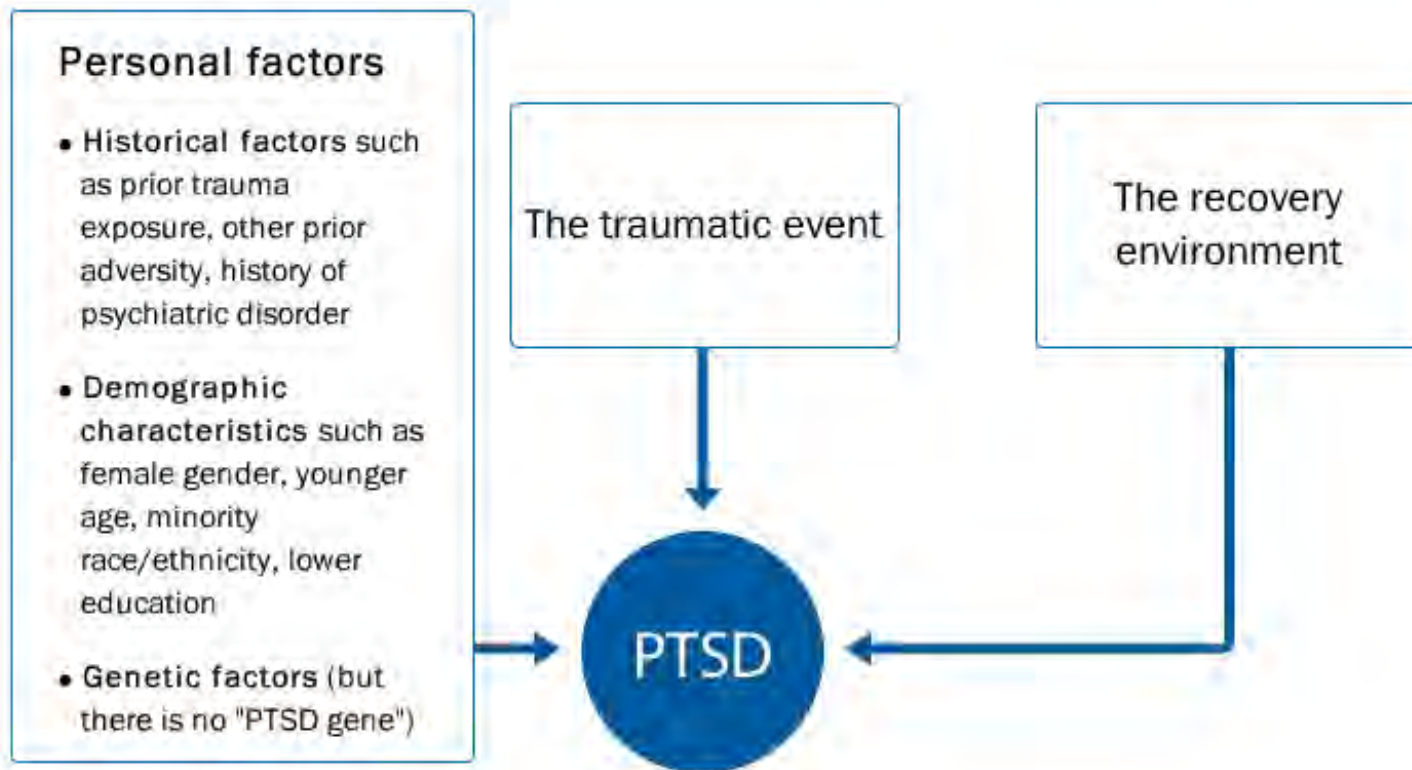 Personal factors
• Historical factors such
as prior trauma
exposure, other prior
adversity, history of
psychiatric disorder
• Demographic
characteristics such as
female gender, younger
age, minority
race/ethnicity, lower
education
• Genetic factors (but
there is no "PTSD gene")
The traumatic event
The recovery
environment
PTSD